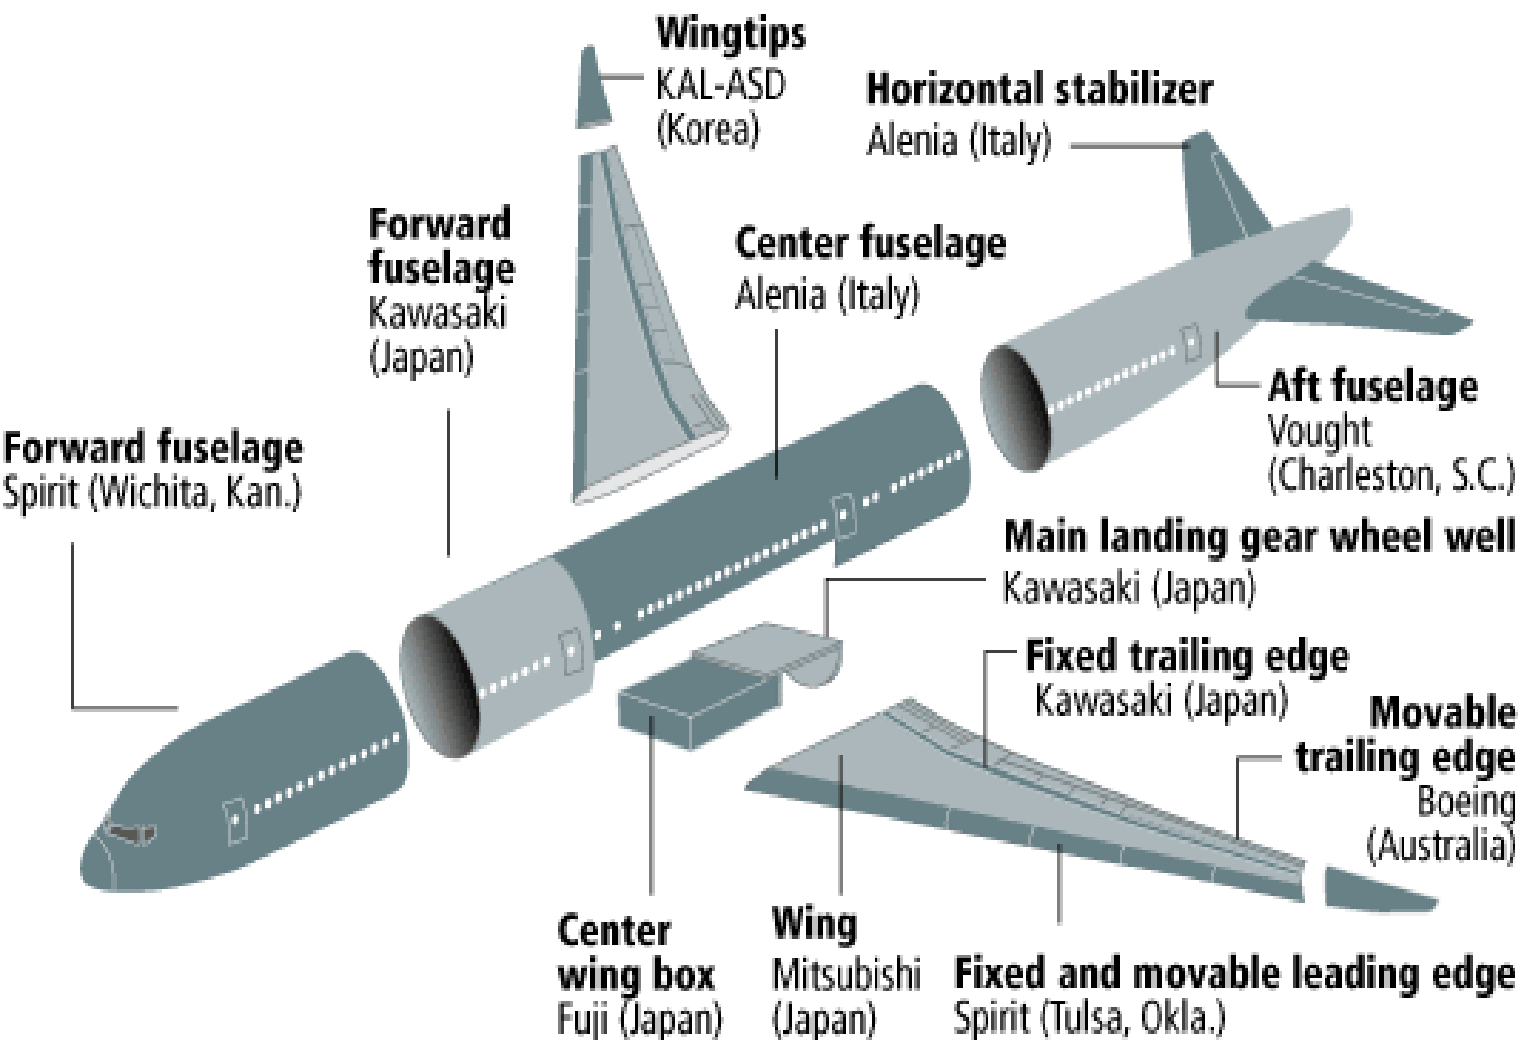 Wingtips
KAL-ASD
(Korea)
Horizontal stabilizer
Alenia (Italy)
Forward
fuselage
Kawasaki
(Japan)
Center fuselage
Alenia (Italy)
Aft fuselage
Vought
(Charleston, S.C.)
Forward fuselage
Spirit (Wichita, Kan.)
Main landing gear wheel well
Kawasaki (Japan)
Fixed trailing edge
Kawasaki (Japan)
Movable
trailing edge
Boeing
(Australia)
Center
wing box
Fuji (Japan)
Wing
Mitsubishi
(Japan)
Fixed and movable leading edge
Spirit (Tulsa, Okla.)